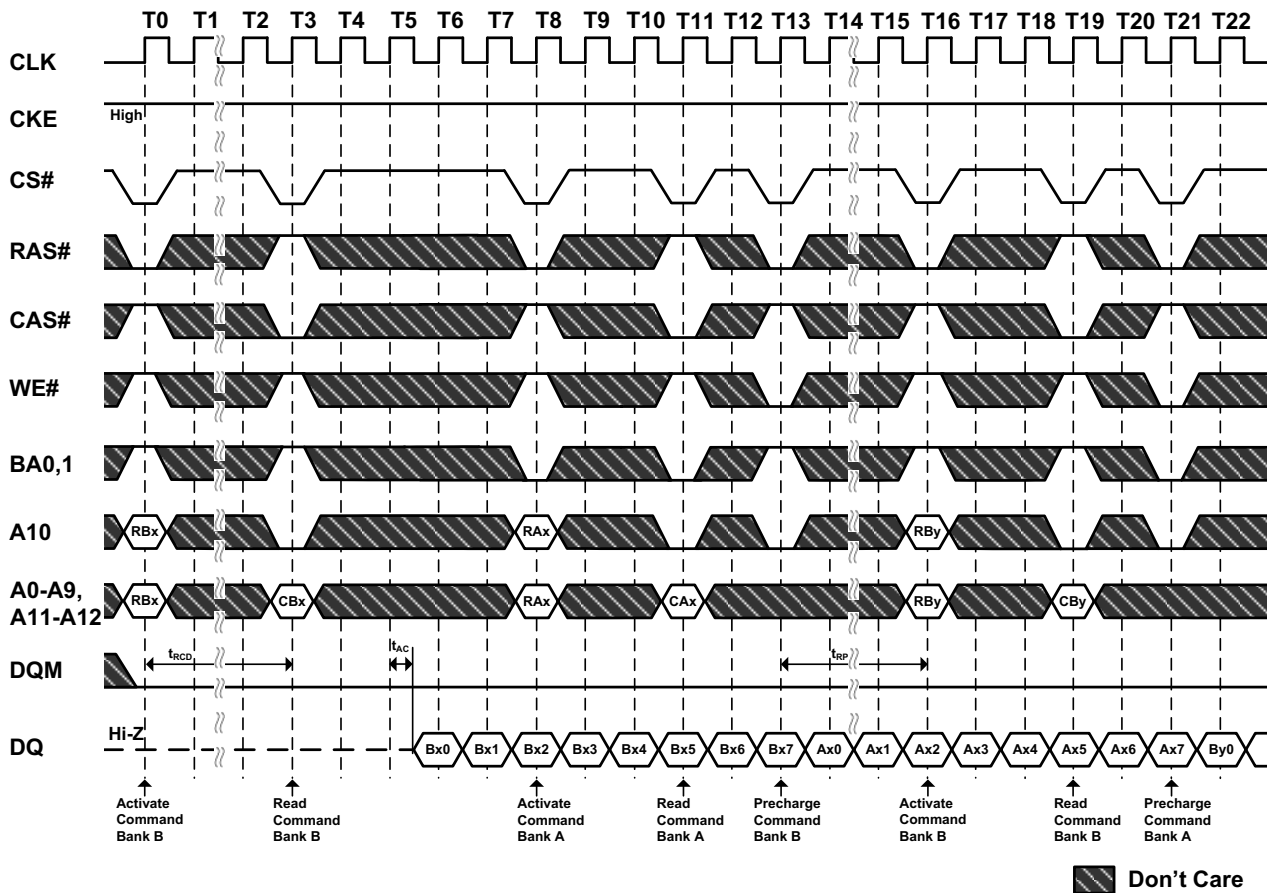 T0 T1 T2 T3 T4 T5 T6 T7 T8 T9 T10 T11 T12 T13 T14 T15 T16 T17 T18 T19 T20 T21 T22
CLK
CKE High
CS#
RAS#
CAS#
WE#
BA0,1
A10 RBx RAx RBy
A0-A9,
A11-A12 RBx CBx RAx CAx RBy CBy
DQM tRCD tAC tRP
DQ Hi-Z Bx0 Bx1 Bx2 Bx3 Bx4 Bx5 Bx6 Bx7 Ax0 Ax1 Ax2 Ax3 Ax4 Ax5 Ax6 Ax7 By0
Activate
Command
Bank B
Read
Command
Bank B
Activate
Command
Bank A
Read
Command
Bank A
Precharge
Command
Bank B
Activate
Command
Bank B
Read
Command
Bank B
Precharge
Command
Bank A
Don't Care